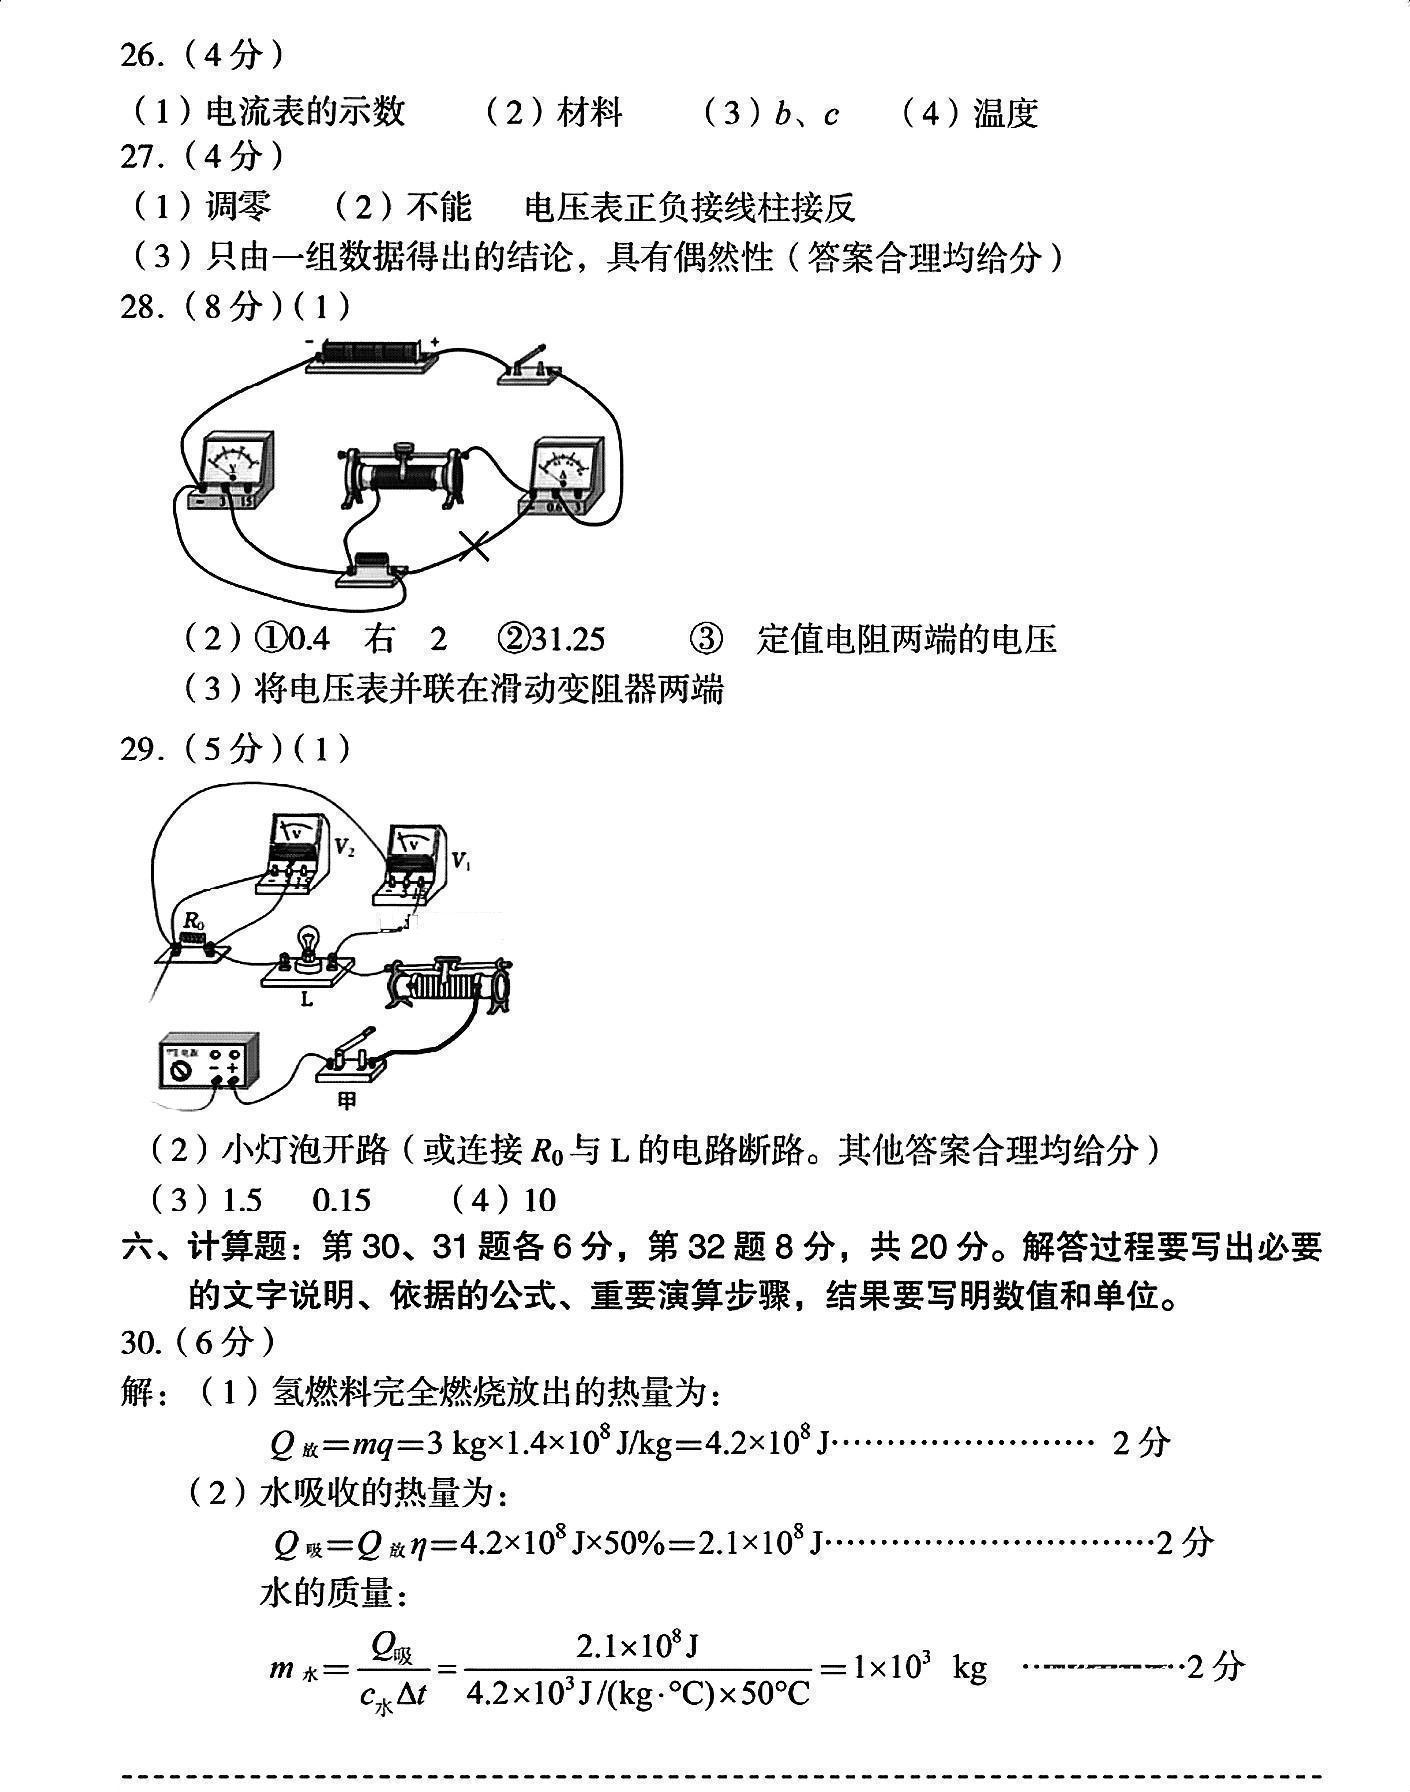 26.(4分)
(1)电流表的示数 (2)材料 (3)b、c (4)温度
27.(4分)
(1)调零 (2)不能 电压表正负接线柱接反
(3)只由一组数据得出的结论,具有偶然性(答案合理均给分)
28.(8分)(1)
- +
V
A
- 3 15
- 0.6 3
(2)①0.4 右 2 ②31.25 ③ 定值电阻两端的电压
(3)将电压表并联在滑动变阻器两端
29.(5分)(1)
V V₂
V V₁
- 3 15
R₀
L
- +
甲
(2)小灯泡开路(或连接R₀与L的电路断路。其他答案合理均给分)
(3)1.5 0.15 (4)10
六、计算题:第30、31题各6分,第32题8分,共20分。解答过程要写出必要
的文字说明、依据的公式、重要演算步骤,结果要写明数值和单位。
30.(6分)
解:(1)氢燃料完全燃烧放出的热量为:
Q放=mq=3 kg×1.4×10⁸ J/kg=4.2×10⁸ J…………………… 2分
(2)水吸收的热量为:
Q吸=Q放η=4.2×10⁸ J×50%=2.1×10⁸ J…………………………2分
水的质量:
m水=Q吸/c水Δt=2.1×10⁸J/4.2×10³J/(kg·°C)×50°C=1×10³ kg ……………2分